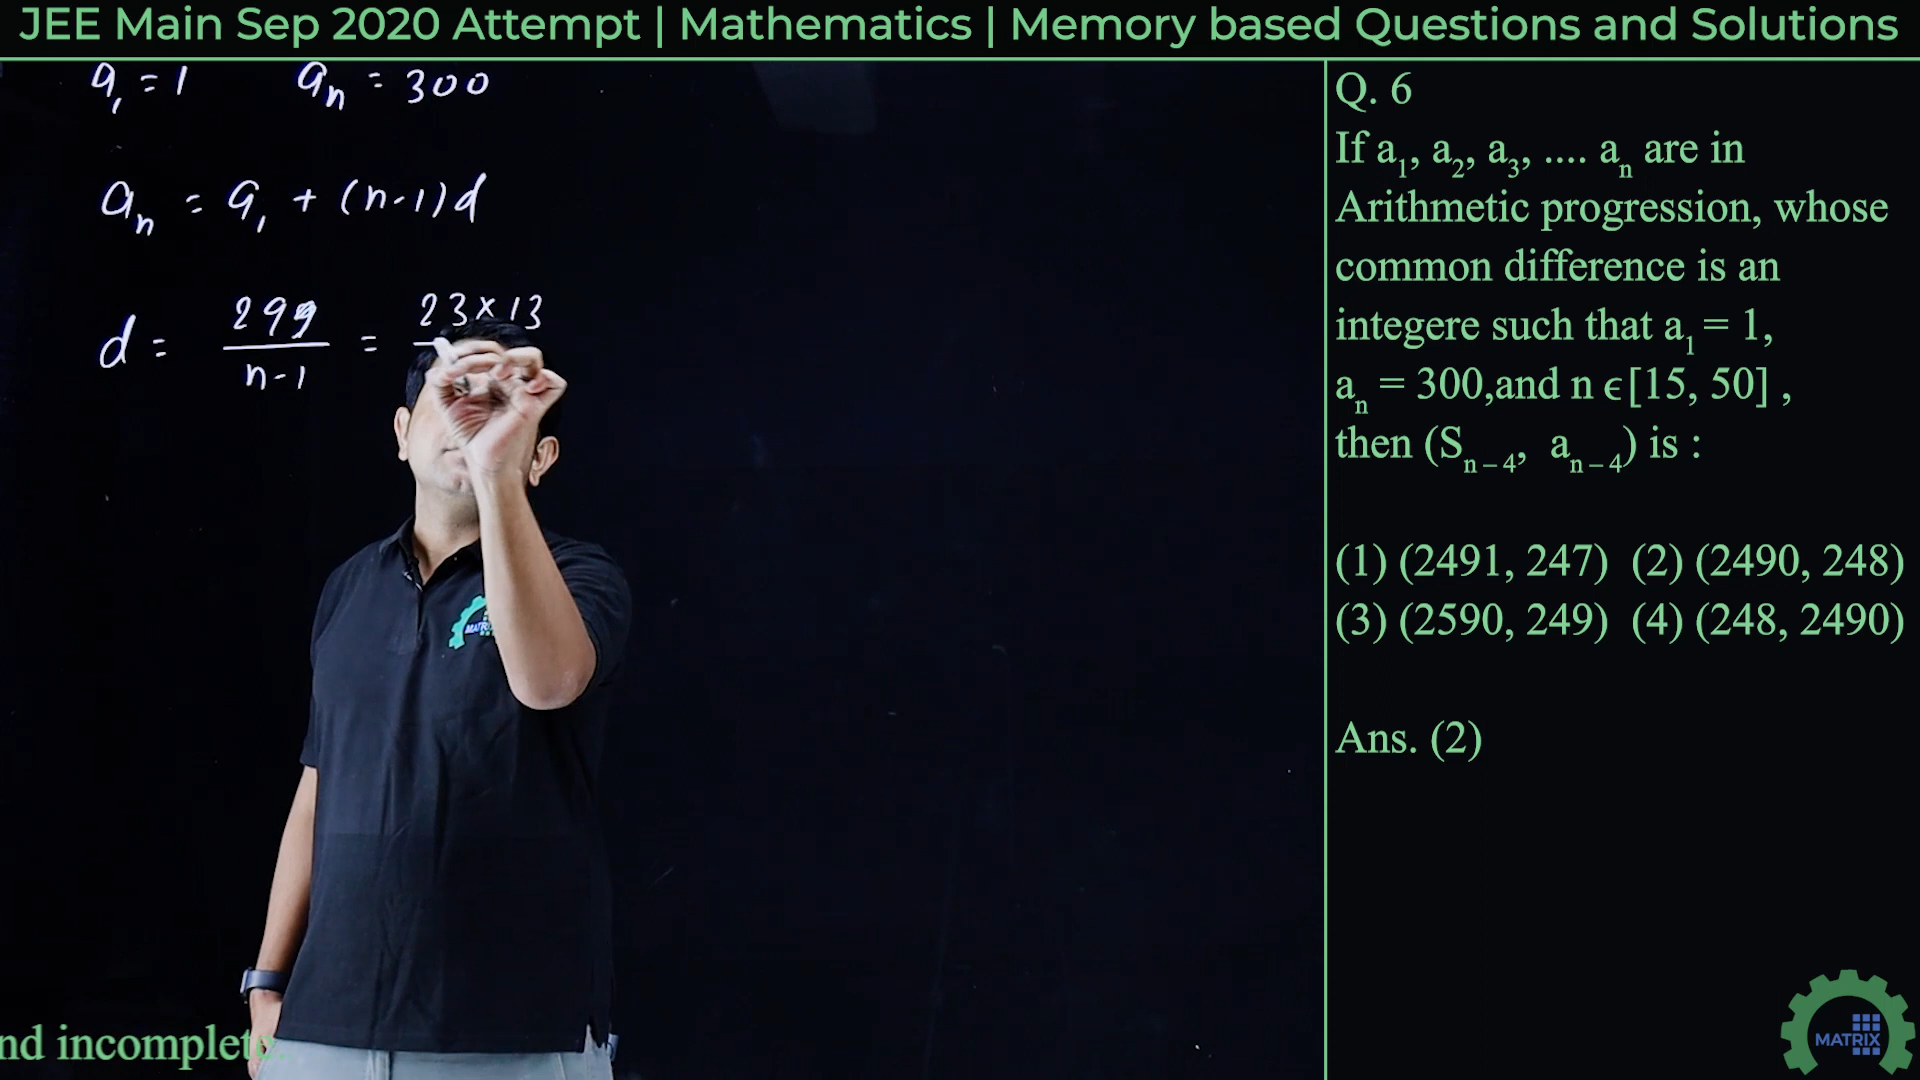 JEE Main Sep 2020 Attempt | Mathematics | Memory based Questions and Solutions
a₁ = 1 aₙ = 300
aₙ = a₁ + (n-1)d
d = 299/n-1 = 23×13
Q. 6
If a₁, a₂, a₃, .... aₙ are in
Arithmetic progression, whose
common difference is an
integere such that a₁ = 1,
aₙ = 300,and n ϵ[15, 50] ,
then (Sₙ₋₄, aₙ₋₄) is :
(1) (2491, 247) (2) (2490, 248)
(3) (2590, 249) (4) (248, 2490)
Ans. (2)
nd incomplete.
MATRIX